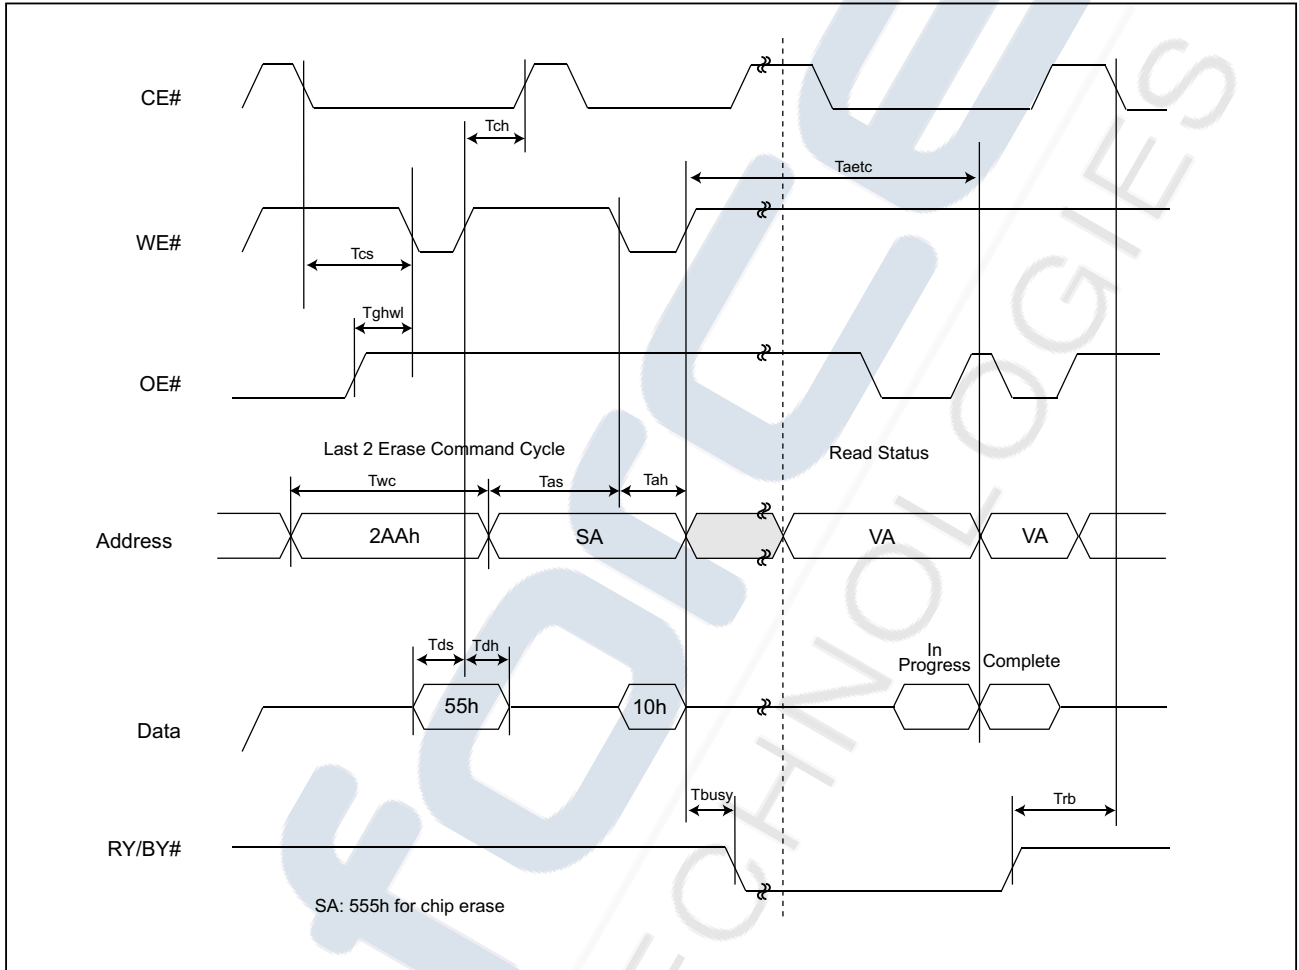 CE#
Tch
Taetc
WE#
Tcs
Tghwl
OE#
Last 2 Erase Command Cycle
Read Status
Twc
Tas
Tah
Address
2AAh
SA
VA
VA
Tds
Tdh
In
Progress
Complete
Data
55h
10h
Tbusy
Trb
RY/BY#
SA: 555h for chip erase
force
TECHNOLOGIES